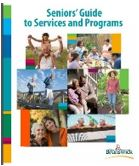 Seniors' Guide
to Services and Programs